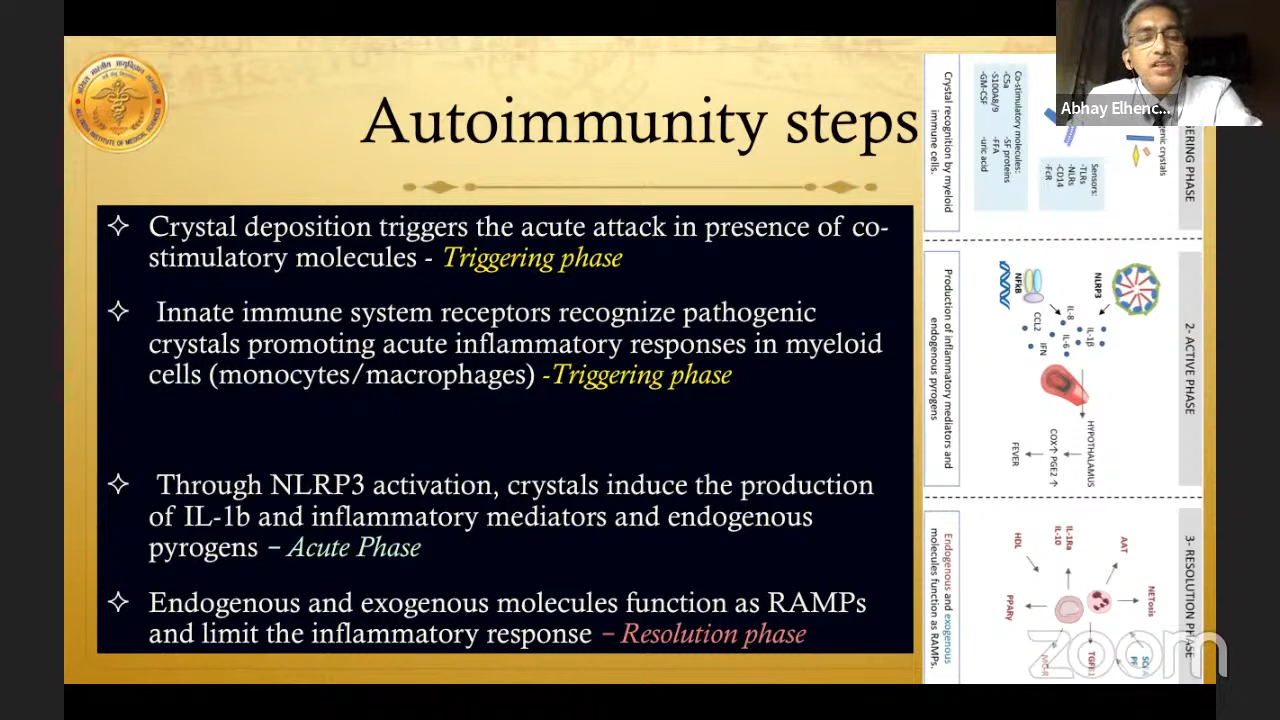 Autoimmunity steps
Crystal deposition triggers the acute attack in presence of co-
stimulatory molecules - Triggering phase
Innate immune system receptors recognize pathogenic
crystals promoting acute inflammatory responses in myeloid
cells (monocytes/macrophages) -Triggering phase
Through NLRP3 activation, crystals induce the production
of IL-1b and inflammatory mediators and endogenous
pyrogens – Acute Phase
Endogenous and exogenous molecules function as RAMPs
and limit the inflammatory response – Resolution phase
Abhay Elhenc...
PHASE
crystals
Sensors:
-TLRs
-NLRs
-CD14
-FcR
Co-stimulatory molecules:
-C5a
-S100A8/9
-GM-CSF
-SF proteins
-FFA
-uric acid
Crystal recognition by myeloid
immune cells.
2- ACTIVE PHASE
NLRP3
NFkB
IL-8
IL-1β
IL-6
CCL2
IFN
HYPOTHALAMUS
COX↑ PGE2 ↑
FEVER
Production of inflammatory mediators and
endogenous pyrogens
3- RESOLUTION PHASE
AAT
NETosis
IL-1Ra
IL-10
HDL
PPARγ
Endogenous and exogenous
molecules function as RAMPs.
zoom